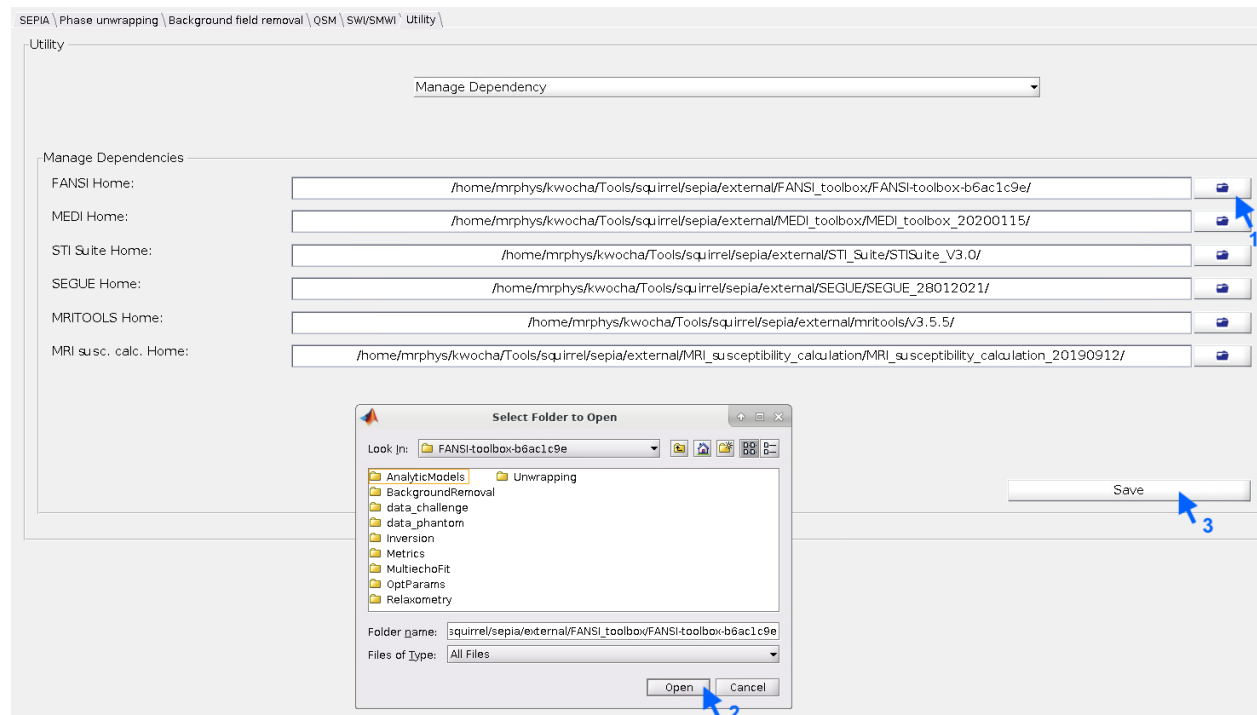 SEPIA \ Phase unwrapping \ Background field removal \ QSM \ SWI/SMWI \ Utility \
Utility
Manage Dependency
Manage Dependencies
FANSI Home: /home/mrphys/kwocha/Tools/squirrel/sepia/external/FANSI_toolbox/FANSI-toolbox-b6ac1c9e/
1
MEDI Home: /home/mrphys/kwocha/Tools/squirrel/sepia/external/MEDI_toolbox/MEDI_toolbox_20200115/
STI Suite Home: /home/mrphys/kwocha/Tools/squirrel/sepia/external/STI_Suite/STISuite_V3.0/
SEGUE Home: /home/mrphys/kwocha/Tools/squirrel/sepia/external/SEGUE/SEGUE_28012021/
MRITOOLS Home: /home/mrphys/kwocha/Tools/squirrel/sepia/external/mritools/v3.5.5/
MRI susc. calc. Home: /home/mrphys/kwocha/Tools/squirrel/sepia/external/MRI_susceptibility_calculation/MRI_susceptibility_calculation_20190912/
Select Folder to Open
Look In: FANSI-toolbox-b6ac1c9e
AnalyticModels Unwrapping
BackgroundRemoval
data_challenge
data_phantom
Inversion
Metrics
MultiechoFit
OptParams
Relaxometry
Save
3
Folder name: squirrel/sepia/external/FANSI_toolbox/FANSI-toolbox-b6ac1c9e
Files of Type: All Files
Open Cancel
2